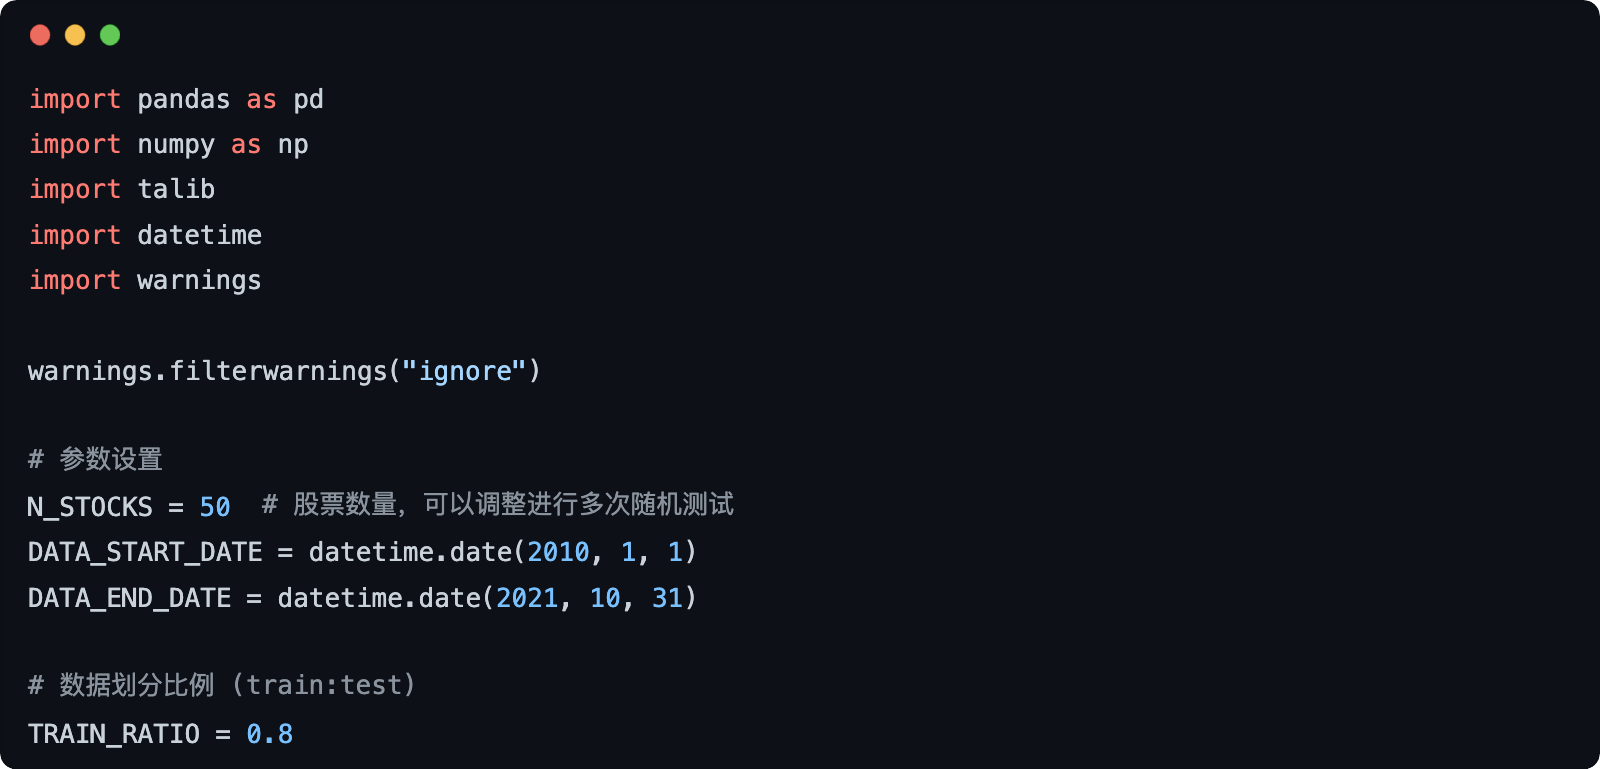 import pandas as pd
import numpy as np
import talib
import datetime
import warnings
warnings.filterwarnings("ignore")
# 参数设置
N_STOCKS = 50  # 股票数量，可以调整进行多次随机测试
DATA_START_DATE = datetime.date(2010, 1, 1)
DATA_END_DATE = datetime.date(2021, 10, 31)
# 数据划分比例 (train:test)
TRAIN_RATIO = 0.8